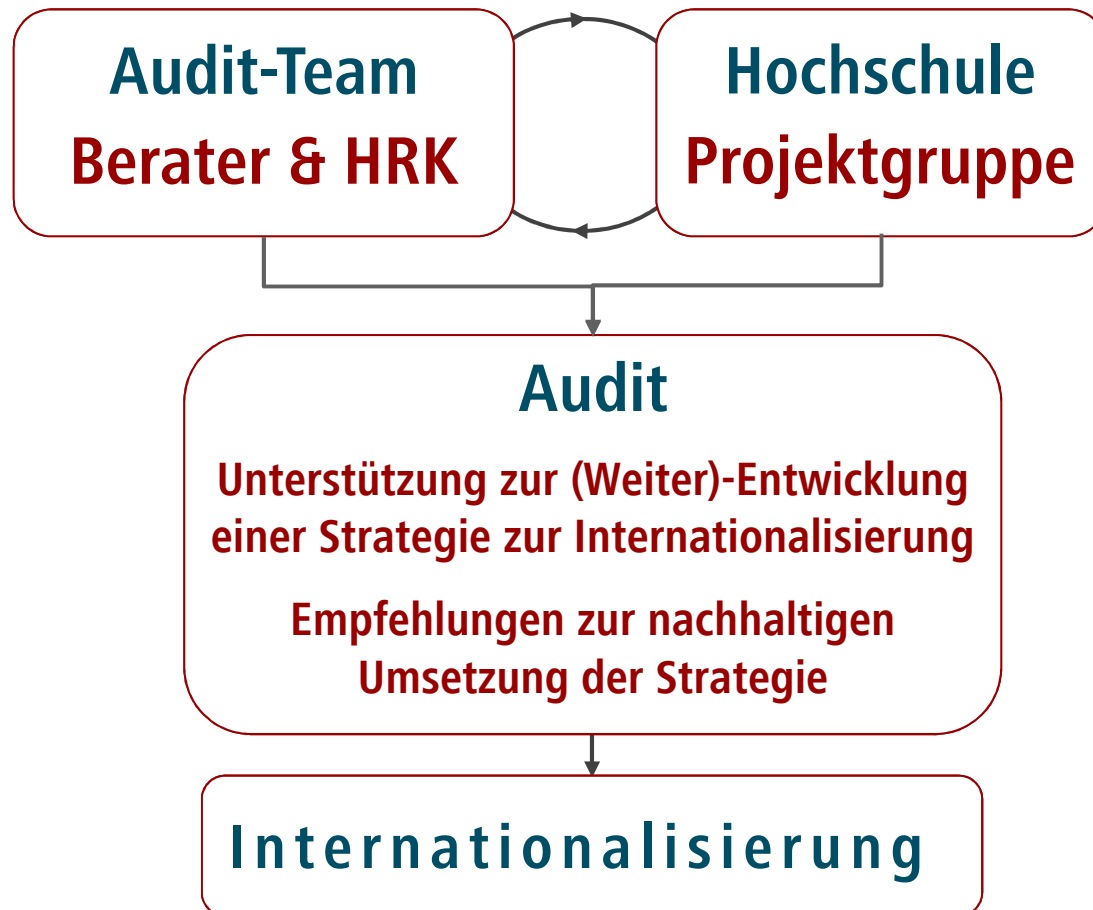 Audit-Team
Berater & HRK
Hochschule
Projektgruppe
Audit
Unterstützung zur (Weiter)-Entwicklung
einer Strategie zur Internationalisierung
Empfehlungen zur nachhaltigen
Umsetzung der Strategie
Internationalisierung